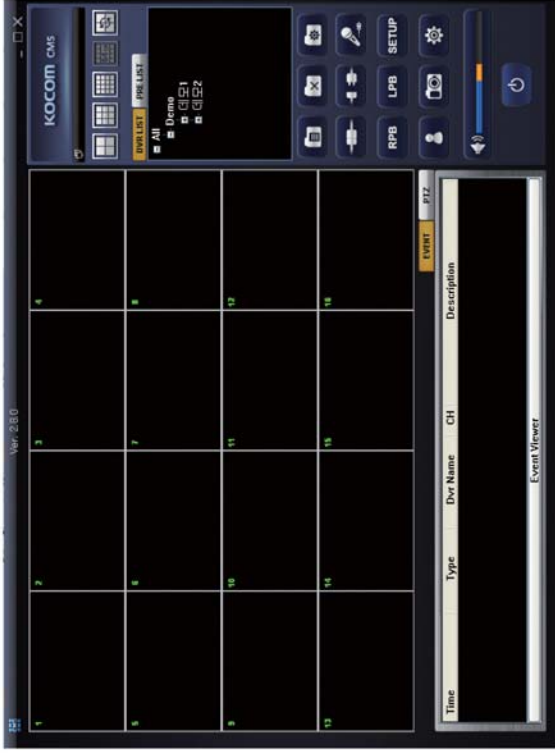 Ver. 2.8.0
KOCOM CMS
1
2
3
4
5
6
7
8
9
10
11
12
13
14
15
16
DVR LIST PRE LIST
All
Demo
데모1
데모2
RPB LPB SETUP
EVENT PTZ
Time Type Dvr Name CH Description
Event Viewer